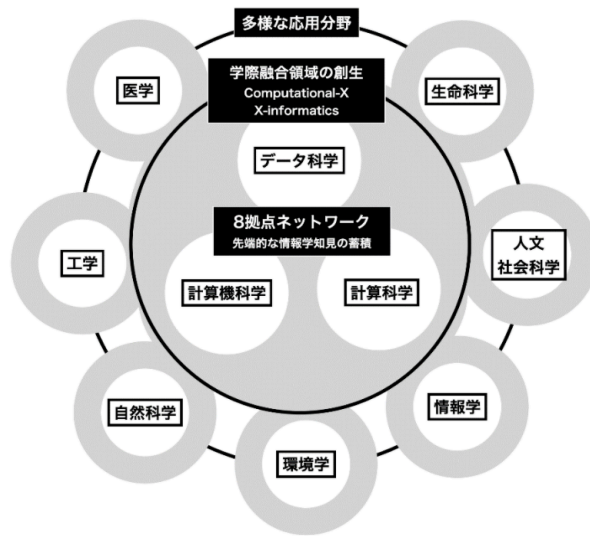 多様な応用分野
学際融合領域の創生
Computational-X
X-informatics
医学
生命科学
データ科学
8拠点ネットワーク
先端的な情報学知見の蓄積
工学
人文
社会科学
計算機科学
計算科学
自然科学
情報学
環境学